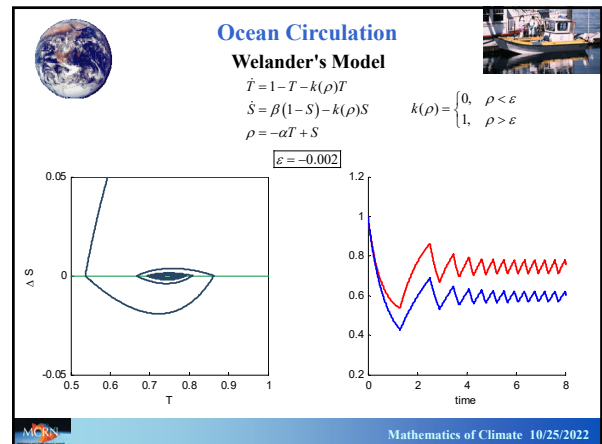 Ocean Circulation
Welander's Model
Ṫ = 1 − T − k(ρ)T
Ṡ = β(1 − S) − k(ρ)S
ρ = −αT + S
k(ρ) = {0, ρ < ε
1, ρ > ε
ε = −0.002
0.05
0
-0.05
Δ S
0.5 0.6 0.7 0.8 0.9 1
T
1.2
1
0.8
0.6
0.4
0.2
0 2 4 6 8
time
MCRN
Mathematics of Climate 10/25/2022